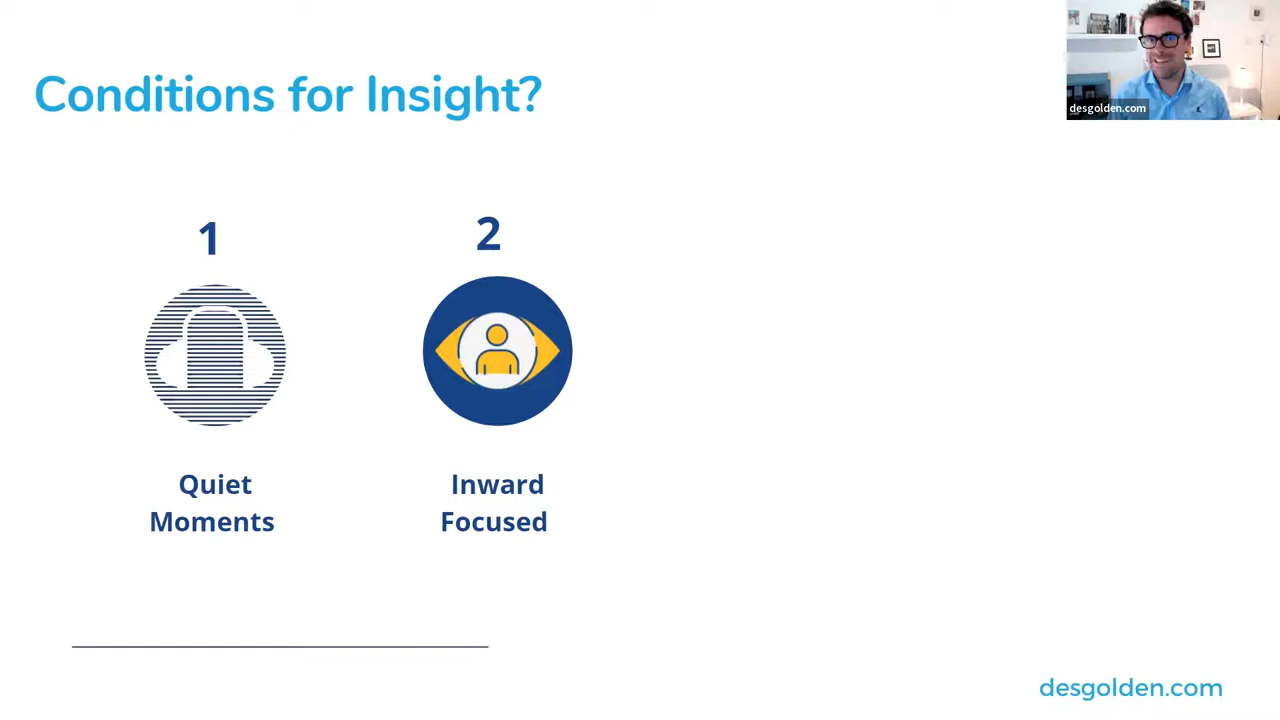 Conditions for Insight?
desgolden.com
1
2
Quiet
Moments
Inward
Focused
desgolden.com